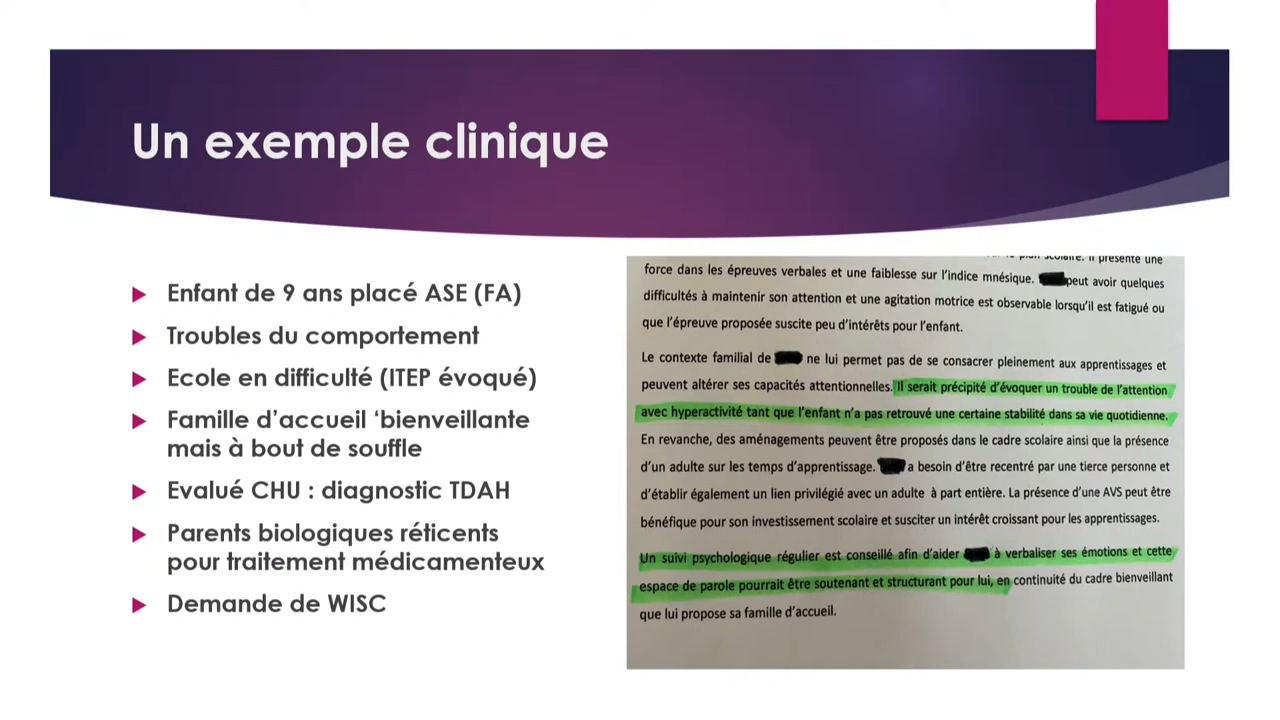 Un exemple clinique
Enfant de 9 ans placé ASE (FA)
Troubles du comportement
Ecole en difficulté (ITEP évoqué)
Famille d'accueil ‘bienveillante
mais à bout de souffle
Evalué CHU : diagnostic TDAH
Parents biologiques réticents
pour traitement médicamenteux
Demande de WISC
plan scolaire. Il présente une
force dans les épreuves verbales et une faiblesse sur l'indice mnésique. peut avoir quelques
difficultés à maintenir son attention et une agitation motrice est observable lorsqu'il est fatigué ou
que l'épreuve proposée suscite peu d'intérêts pour l'enfant.
Le contexte familial de ne lui permet pas de se consacrer pleinement aux apprentissages et
peuvent altérer ses capacités attentionnelles. Il serait précipité d'évoquer un trouble de l'attention
avec hyperactivité tant que l'enfant n'a pas retrouvé une certaine stabilité dans sa vie quotidienne.
En revanche, des aménagements peuvent être proposés dans le cadre scolaire ainsi que la présence
d'un adulte sur les temps d'apprentissage. a besoin d'être recentré par une tierce personne et
d'établir également un lien privilégié avec un adulte à part entière. La présence d'une AVS peut être
bénéfique pour son investissement scolaire et susciter un intérêt croissant pour les apprentissages.
Un suivi psychologique régulier est conseillé afin d'aider à verbaliser ses émotions et cette
espace de parole pourrait être soutenant et structurant pour lui, en continuité du cadre bienveillant
que lui propose sa famille d'accueil.